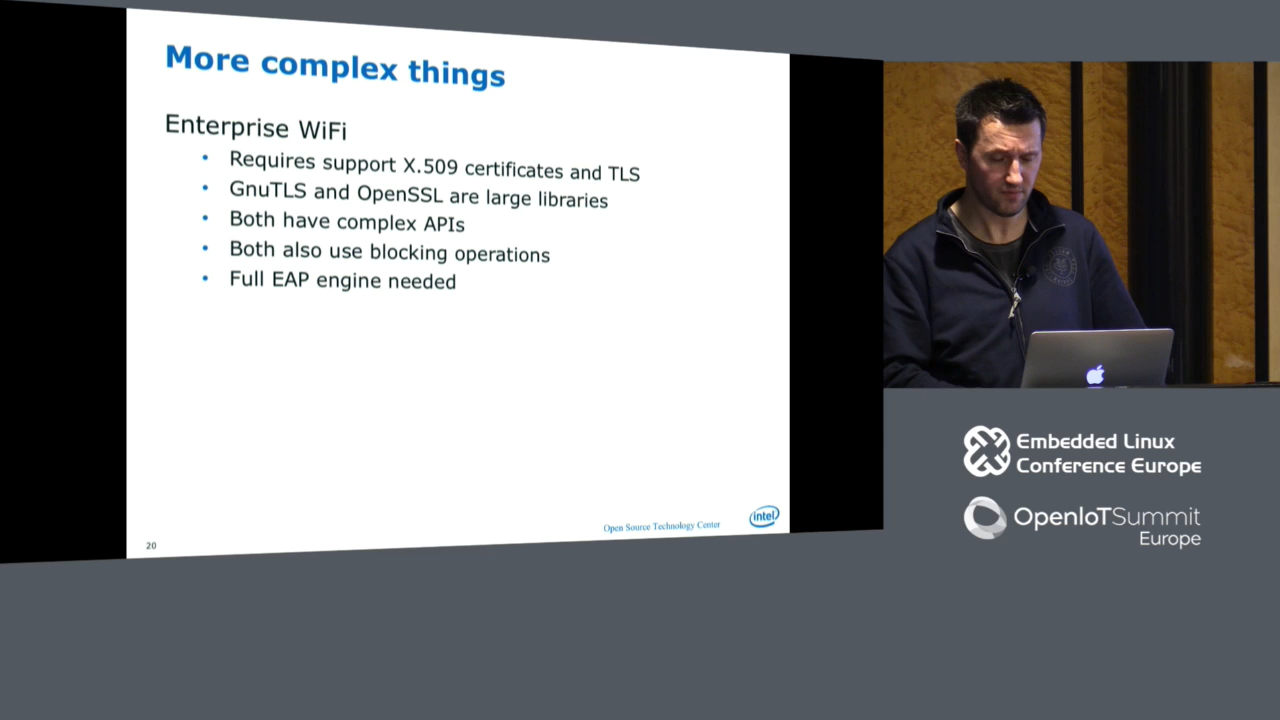 More complex things
Enterprise WiFi
• Requires support X.509 certificates and TLS
• GnuTLS and OpenSSL are large libraries
• Both have complex APIs
• Both also use blocking operations
• Full EAP engine needed
Open Source Technology Center
intel
20
Embedded Linux
Conference Europe
OpenIoTSummit
Europe